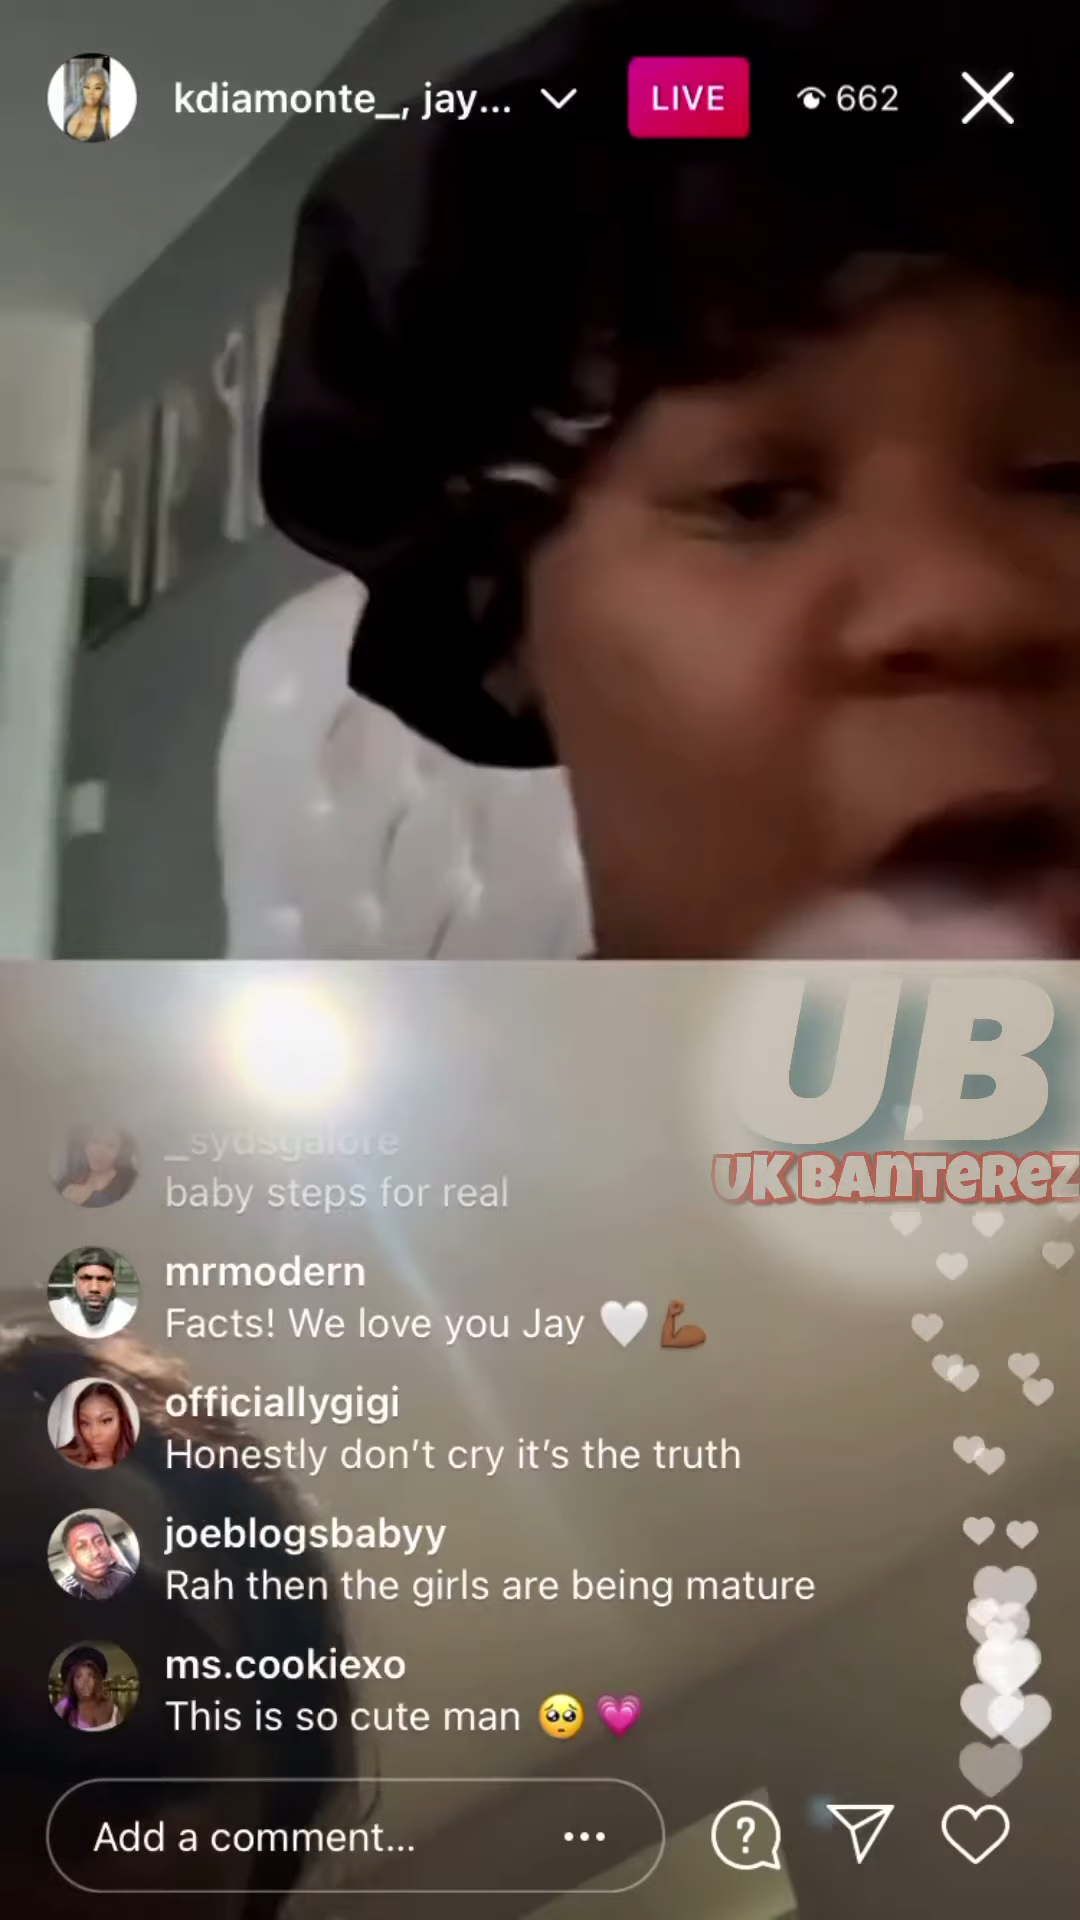 kdiamonte_, jay...
LIVE
662
UB
UK BANTEREZ
_sydsgalore
baby steps for real
mrmodern
Facts! We love you Jay 🤍 💪🏾
officiallygigi
Honestly don't cry it's the truth
joeblogsbabyy
Rah then the girls are being mature
ms.cookiexo
This is so cute man 🥺 💗
Add a comment...